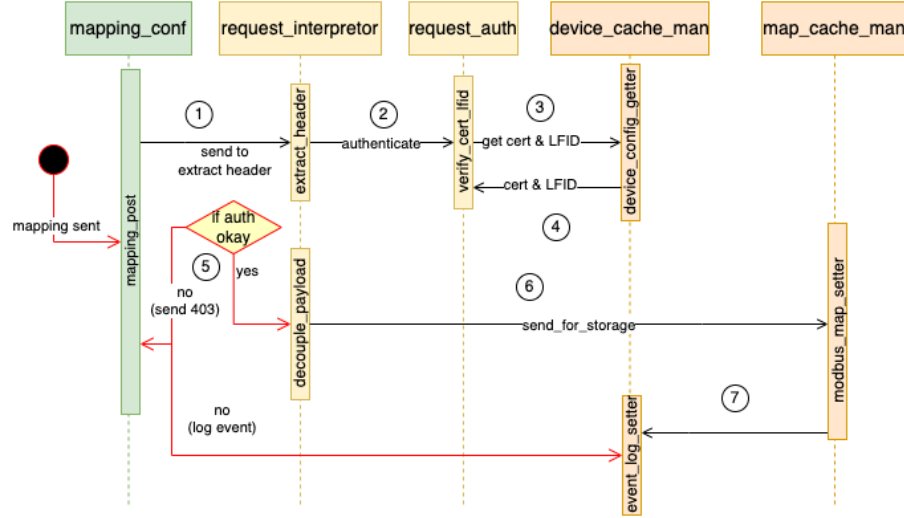 mapping_conf
request_interpretor
request_auth
device_cache_man
map_cache_man
1
2
3
send to
extract header
authenticate
get cert & LFID
cert & LFID
extract_header
verify_cert_lfid
device_config_getter
mapping sent
mapping_post
if auth
okay
4
5
yes
no
(send 403)
decouple_payload
6
send_for_storage
modbus_map_setter
7
no
(log event)
event_log_setter